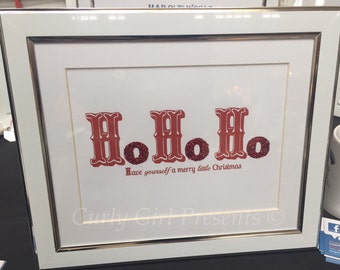 HoHoHo
Have yourself a merry little Christmas
Curly Girl Presents ©